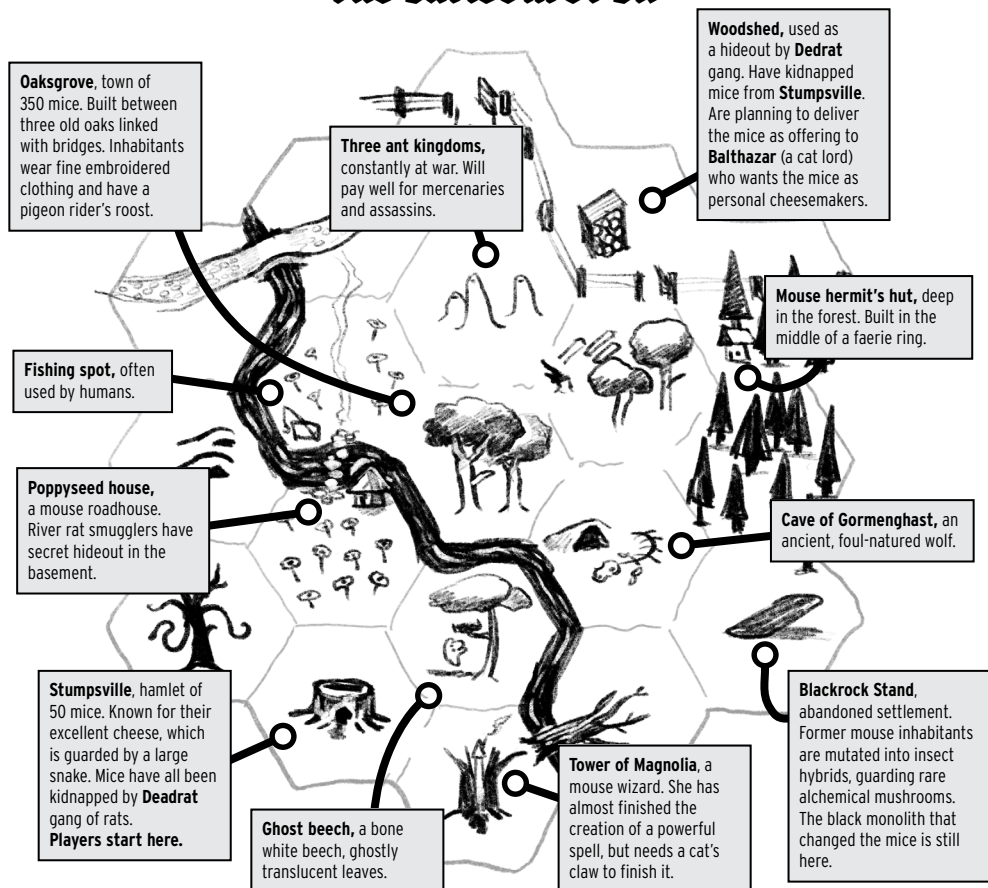 Woodshed, used as
a hideout by Dedrat
gang. Have kidnapped
mice from Stumpsville.
Are planning to deliver
the mice as offering to
Balthazar (a cat lord)
who wants the mice as
personal cheesemakers.
Oaksgrove, town of
350 mice. Built between
three old oaks linked
with bridges. Inhabitants
wear fine embroidered
clothing and have a
pigeon rider's roost.
Three ant kingdoms,
constantly at war. Will
pay well for mercenaries
and assassins.
Mouse hermit's hut, deep
in the forest. Built in the
middle of a faerie ring.
Fishing spot, often
used by humans.
Poppyseed house,
a mouse roadhouse.
River rat smugglers have
secret hideout in the
basement.
Cave of Gormenghast, an
ancient, foul-natured wolf.
Stumpsville, hamlet of
50 mice. Known for their
excellent cheese, which
is guarded by a large
snake. Mice have all been
kidnapped by Deadrat
gang of rats.
Players start here.
Ghost beech, a bone
white beech, ghostly
translucent leaves.
Tower of Magnolia, a
mouse wizard. She has
almost finished the
creation of a powerful
spell, but needs a cat's
claw to finish it.
Blackrock Stand,
abandoned settlement.
Former mouse inhabitants
are mutated into insect
hybrids, guarding rare
alchemical mushrooms.
The black monolith that
changed the mice is still
here.